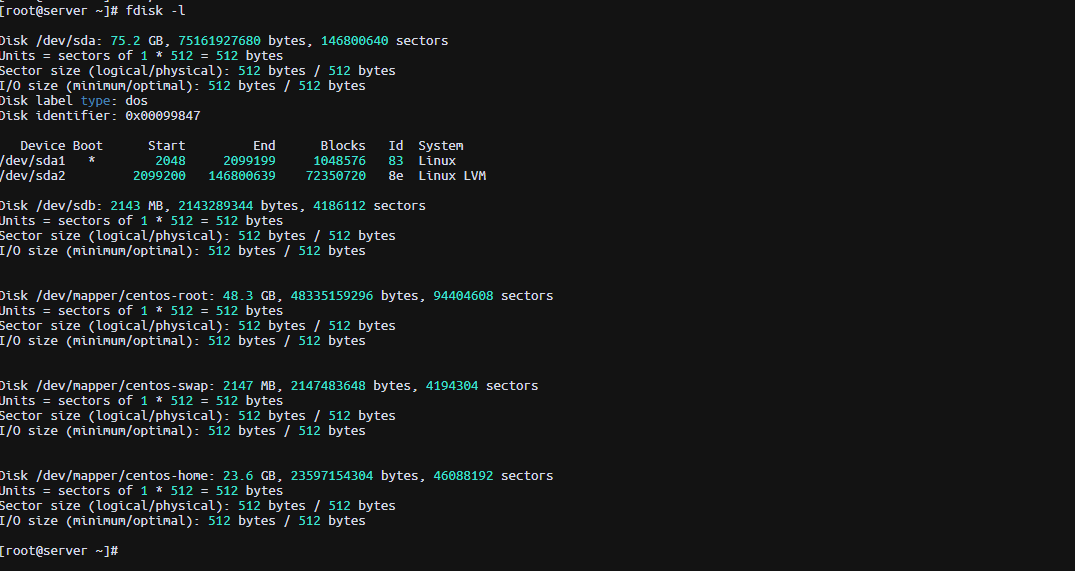 [root@server ~]# fdisk -l
Disk /dev/sda: 75.2 GB, 75161927680 bytes, 146800640 sectors
Units = sectors of 1 * 512 = 512 bytes
Sector size (logical/physical): 512 bytes / 512 bytes
I/O size (minimum/optimal): 512 bytes / 512 bytes
Disk label type: dos
Disk identifier: 0x00099847
Device Boot      Start         End      Blocks   Id  System
/dev/sda1   *        2048     2099199     1048576   83  Linux
/dev/sda2         2099200   146800639    72350720   8e  Linux LVM
Disk /dev/sdb: 2143 MB, 2143289344 bytes, 4186112 sectors
Units = sectors of 1 * 512 = 512 bytes
Sector size (logical/physical): 512 bytes / 512 bytes
I/O size (minimum/optimal): 512 bytes / 512 bytes
Disk /dev/mapper/centos-root: 48.3 GB, 48335159296 bytes, 94404608 sectors
Units = sectors of 1 * 512 = 512 bytes
Sector size (logical/physical): 512 bytes / 512 bytes
I/O size (minimum/optimal): 512 bytes / 512 bytes
Disk /dev/mapper/centos-swap: 2147 MB, 2147483648 bytes, 4194304 sectors
Units = sectors of 1 * 512 = 512 bytes
Sector size (logical/physical): 512 bytes / 512 bytes
I/O size (minimum/optimal): 512 bytes / 512 bytes
Disk /dev/mapper/centos-home: 23.6 GB, 23597154304 bytes, 46088192 sectors
Units = sectors of 1 * 512 = 512 bytes
Sector size (logical/physical): 512 bytes / 512 bytes
I/O size (minimum/optimal): 512 bytes / 512 bytes
[root@server ~]#